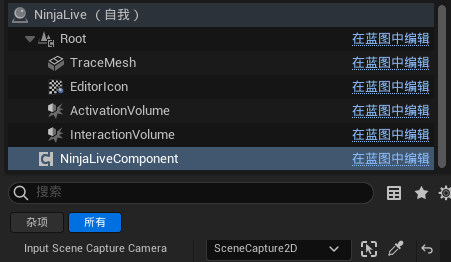 NinjaLive（自我）
Root 在蓝图中编辑
TraceMesh 在蓝图中编辑
EditorIcon 在蓝图中编辑
ActivationVolume 在蓝图中编辑
InteractionVolume 在蓝图中编辑
NinjaLiveComponent 在蓝图中编辑
搜索
杂项 所有
Input Scene Capture Camera SceneCapture2D